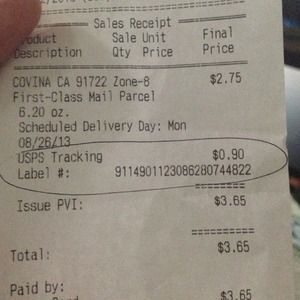 Sales Receipt
Product Sale Unit Final
Description Qty Price Price
COVINA CA 91722 Zone-8 $2.75
First-Class Mail Parcel
6.20 oz.
Scheduled Delivery Day: Mon
08/26/13
USPS Tracking $0.90
Label #: 9114901123086280744822
========
Issue PVI: $3.65
==========
Total: $3.65
Paid by:
$3.65